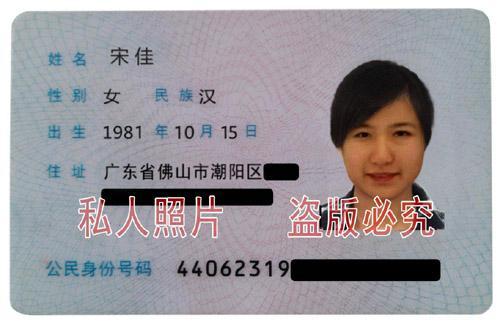 姓名 宋佳
性别 女 民族 汉
出生 1981 年 10 月 15 日
住址 广东省佛山市潮阳区
私人照片 盗版必究
公民身份号码 44062319